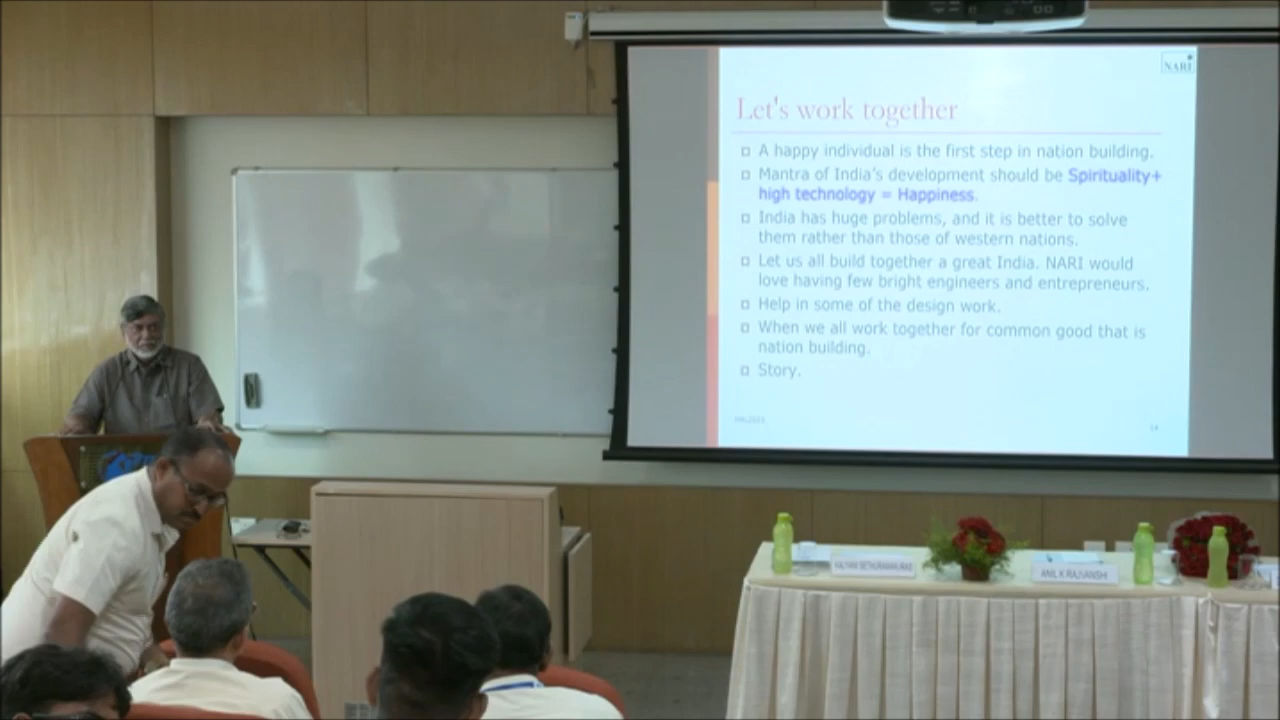 NARI
Let's work together
A happy individual is the first step in nation building.
Mantra of India's development should be Spirituality+
high technology = Happiness.
India has huge problems, and it is better to solve
them rather than those of western nations.
Let us all build together a great India. NARI would
love having few bright engineers and entrepreneurs.
Help in some of the design work.
When we all work together for common good that is
nation building.
Story.
14
ANIL K RAJVANSHI